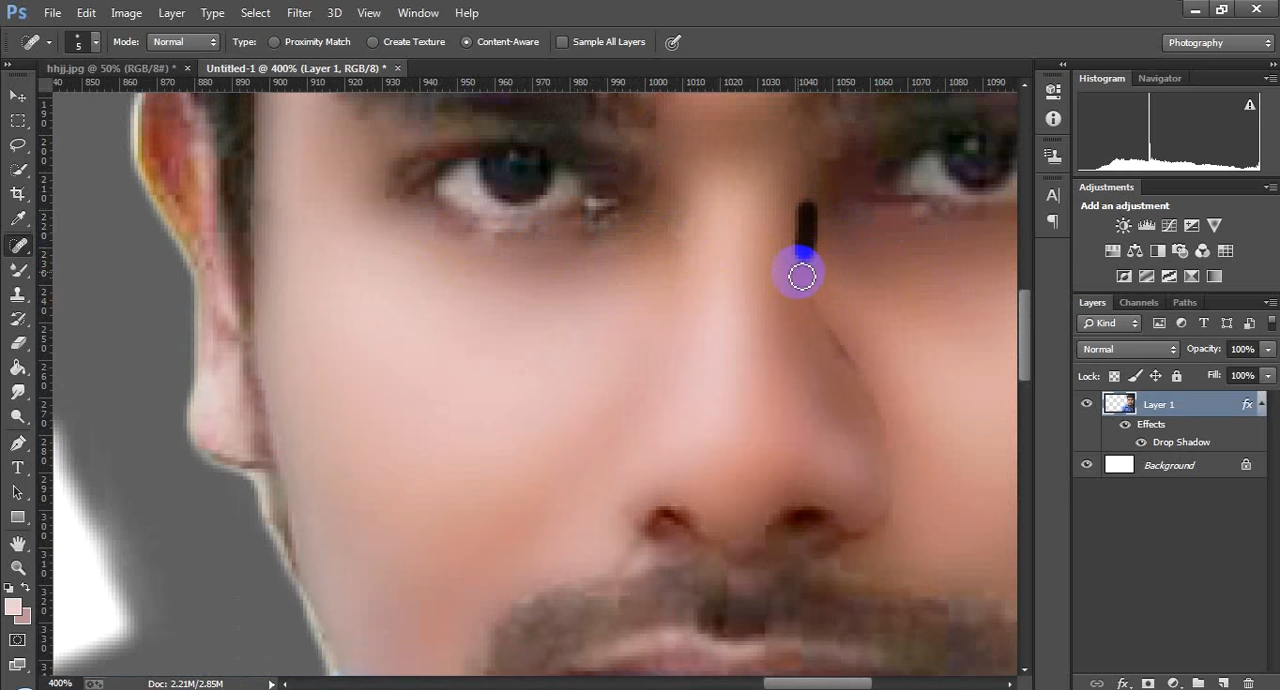 Ps File Edit Image Layer Type Select Filter 3D View Window Help
5 Mode: Normal Type: Proximity Match Create Texture Content-Aware Sample All Layers Photography
hhjj.jpg @ 50% (RGB/8#) * × Untitled-1 @ 400% (Layer 1, RGB/8) * ×
880 890 900 910 920 930 940 950 960 970 980 990 1000 1010 1020 1030 1040 1050 1060 1070 1080 1090
Histogram Navigator
Adjustments
Add an adjustment
Layers Channels Paths
Kind
Normal Opacity: 100%
Lock: Fill: 100%
Layer 1 fx
Effects
Drop Shadow
Background
400% Doc: 2.21M/2.85M